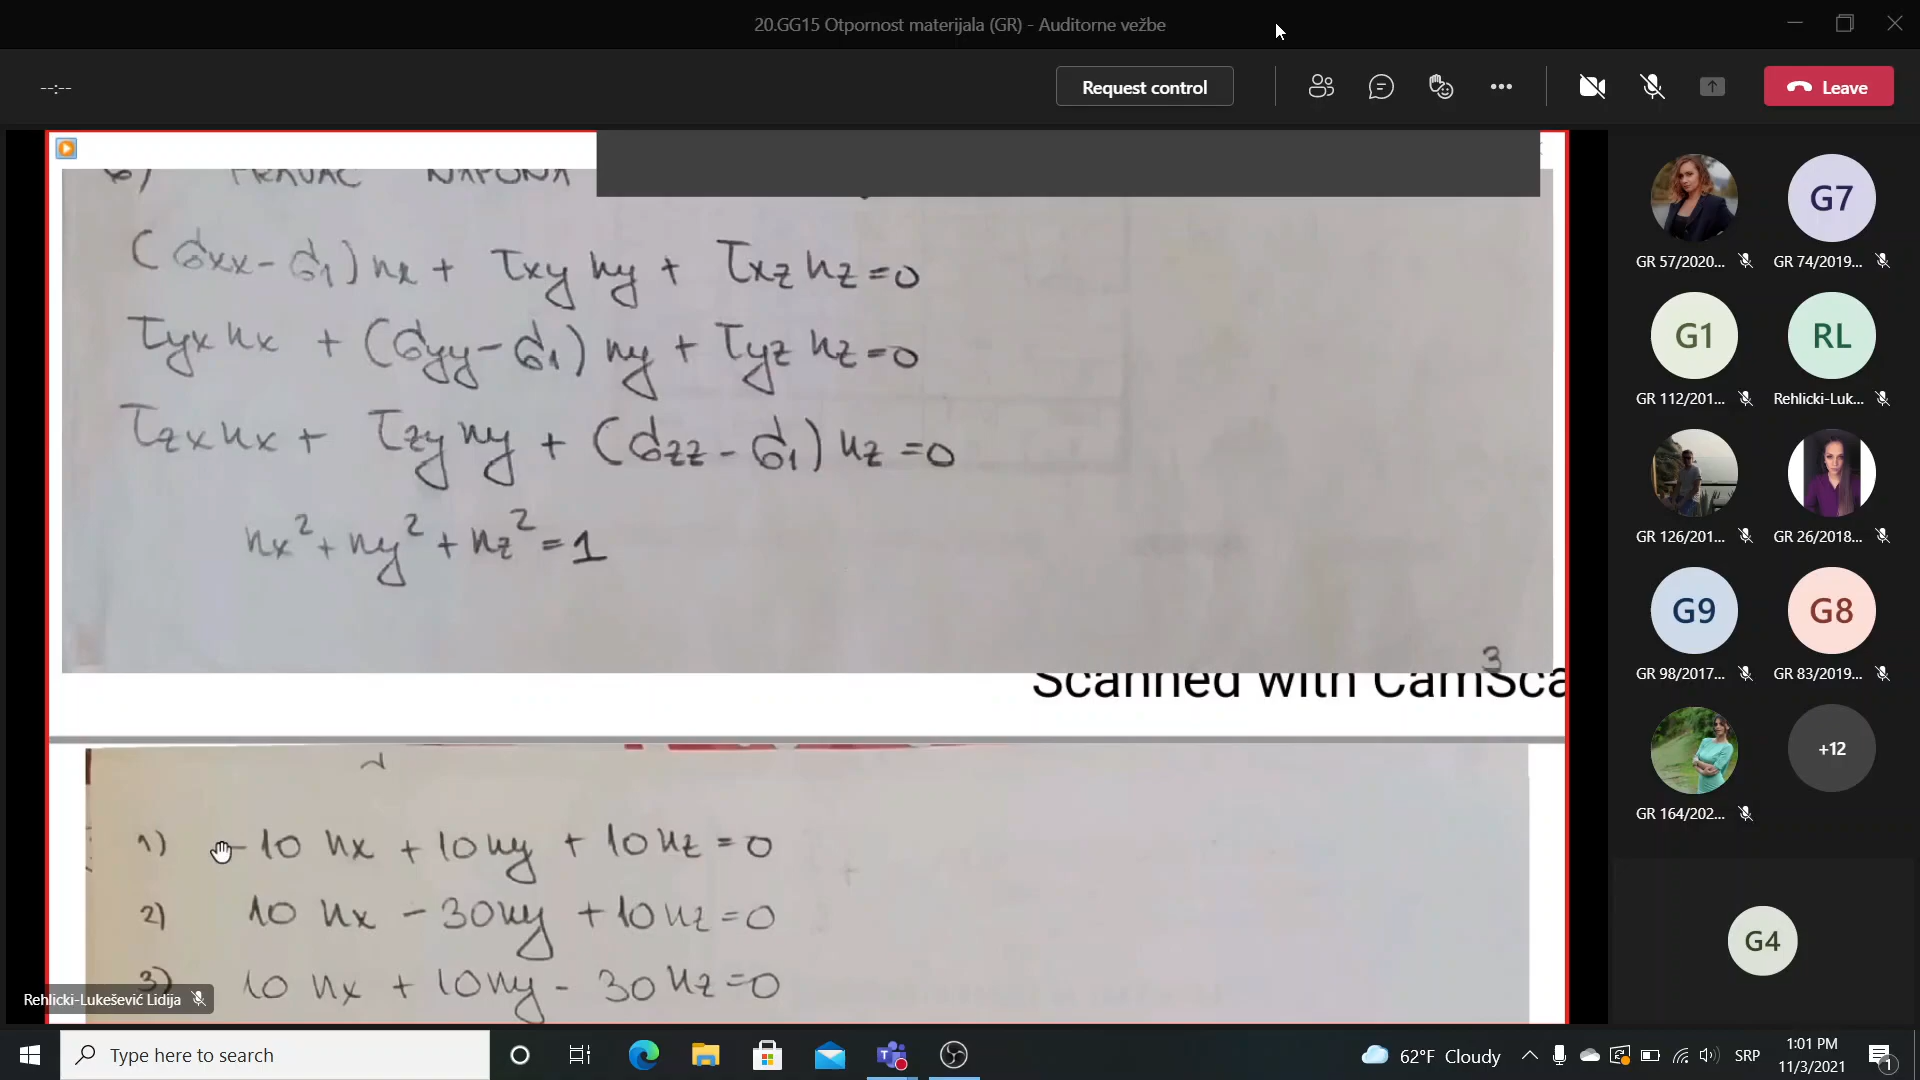 20.GG15 Otpornost materijala (GR) - Auditorne vežbe
--:--
Request control
Leave
б) PRAVAC NAPONA
(σxx - σ1) nx + τxy ny + τxz nz = 0
τyx nx + (σyy - σ1) ny + τyz nz = 0
τzx nx + τzy ny + (σzz - σ1) nz = 0
nx² + ny² + nz² = 1
3
Scanned with CamSca
1) -10 nx + 10 ny + 10 nz = 0
2) 10 nx - 30 ny + 10 nz = 0
3) 10 nx + 10 ny - 30 nz = 0
Rehlicki-Lukešević Lidija
G7
GR 57/2020...
GR 74/2019...
G1
RL
GR 112/201...
Rehlicki-Luk...
GR 126/201...
GR 26/2018...
G9
G8
GR 98/2017...
GR 83/2019...
+12
GR 164/202...
G4
Type here to search
62°F Cloudy
SRP
1:01 PM
11/3/2021
1